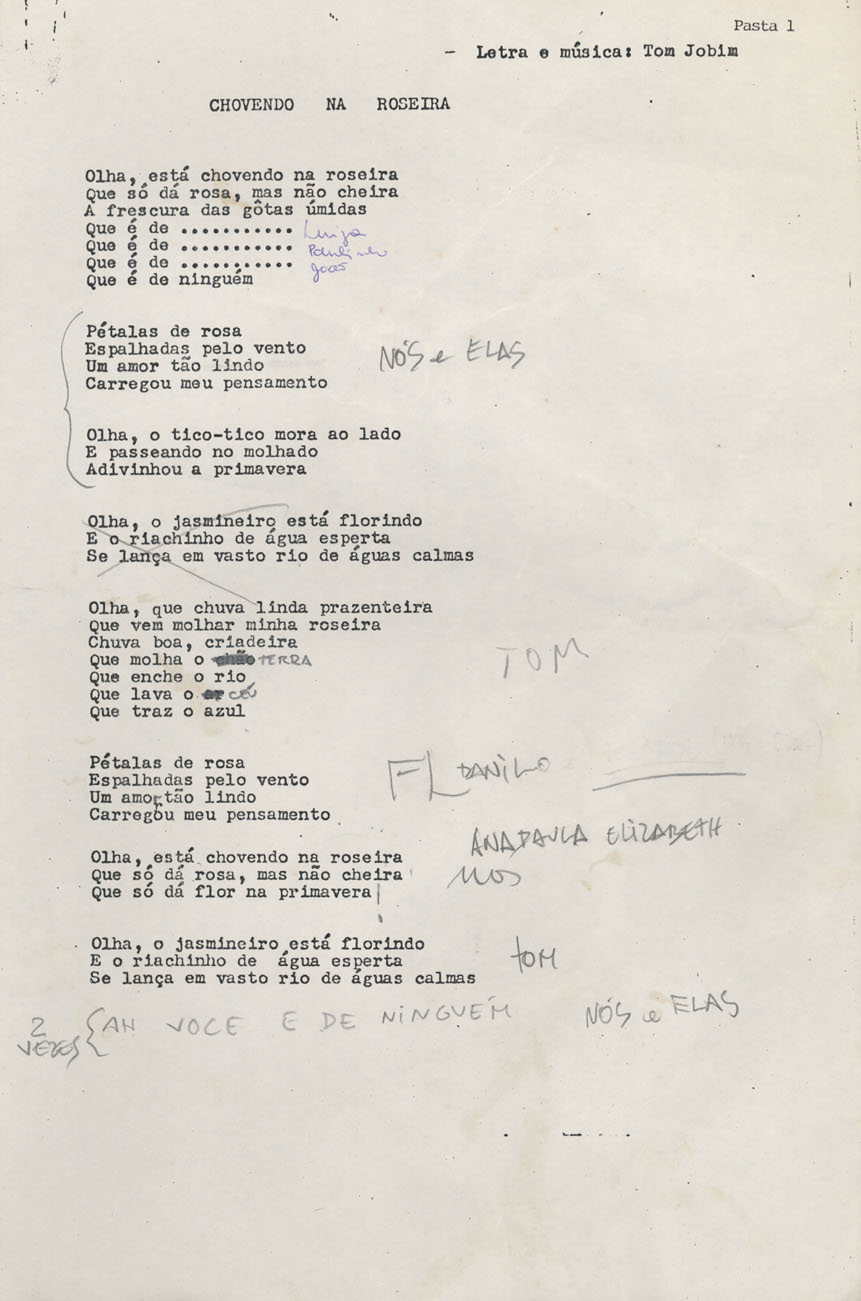 Pasta 1
- Letra e música: Tom Jobim
CHOVENDO NA ROSEIRA
Olha, está chovendo na roseira
Que só dá rosa, mas não cheira
A frescura das gôtas úmidas
Que é de ........... Luiza
Que é de ........... Paulinho
Que é de ........... João
Que é de ninguém
Pétalas de rosa
Espalhadas pelo vento NÓS e ELAS
Um amor tão lindo
Carregou meu pensamento
Olha, o tico-tico mora ao lado
E passeando no molhado
Adivinhou a primavera
Olha, o jasmineiro está florindo
E o riachinho de água esperta
Se lança em vasto rio de águas calmas
Olha, que chuva linda prazenteira
Que vem molhar minha roseira
Chuva boa, criadeira
Que molha o chão TERRA TOM
Que enche o rio
Que lava o ar CÉU
Que traz o azul
Pétalas de rosa FL DANILO
Espalhadas pelo vento
Um amor tão lindo
Carregou meu pensamento
ANA PAULA ELIZABETH
Olha, está chovendo na roseira
Que só dá rosa, mas não cheira
Que só dá flor na primavera
Olha, o jasmineiro está florindo
E o riachinho de água esperta TOM
Se lança em vasto rio de águas calmas
2 VEZES { AH VOCE E DE NINGUÉM NÓS e ELAS